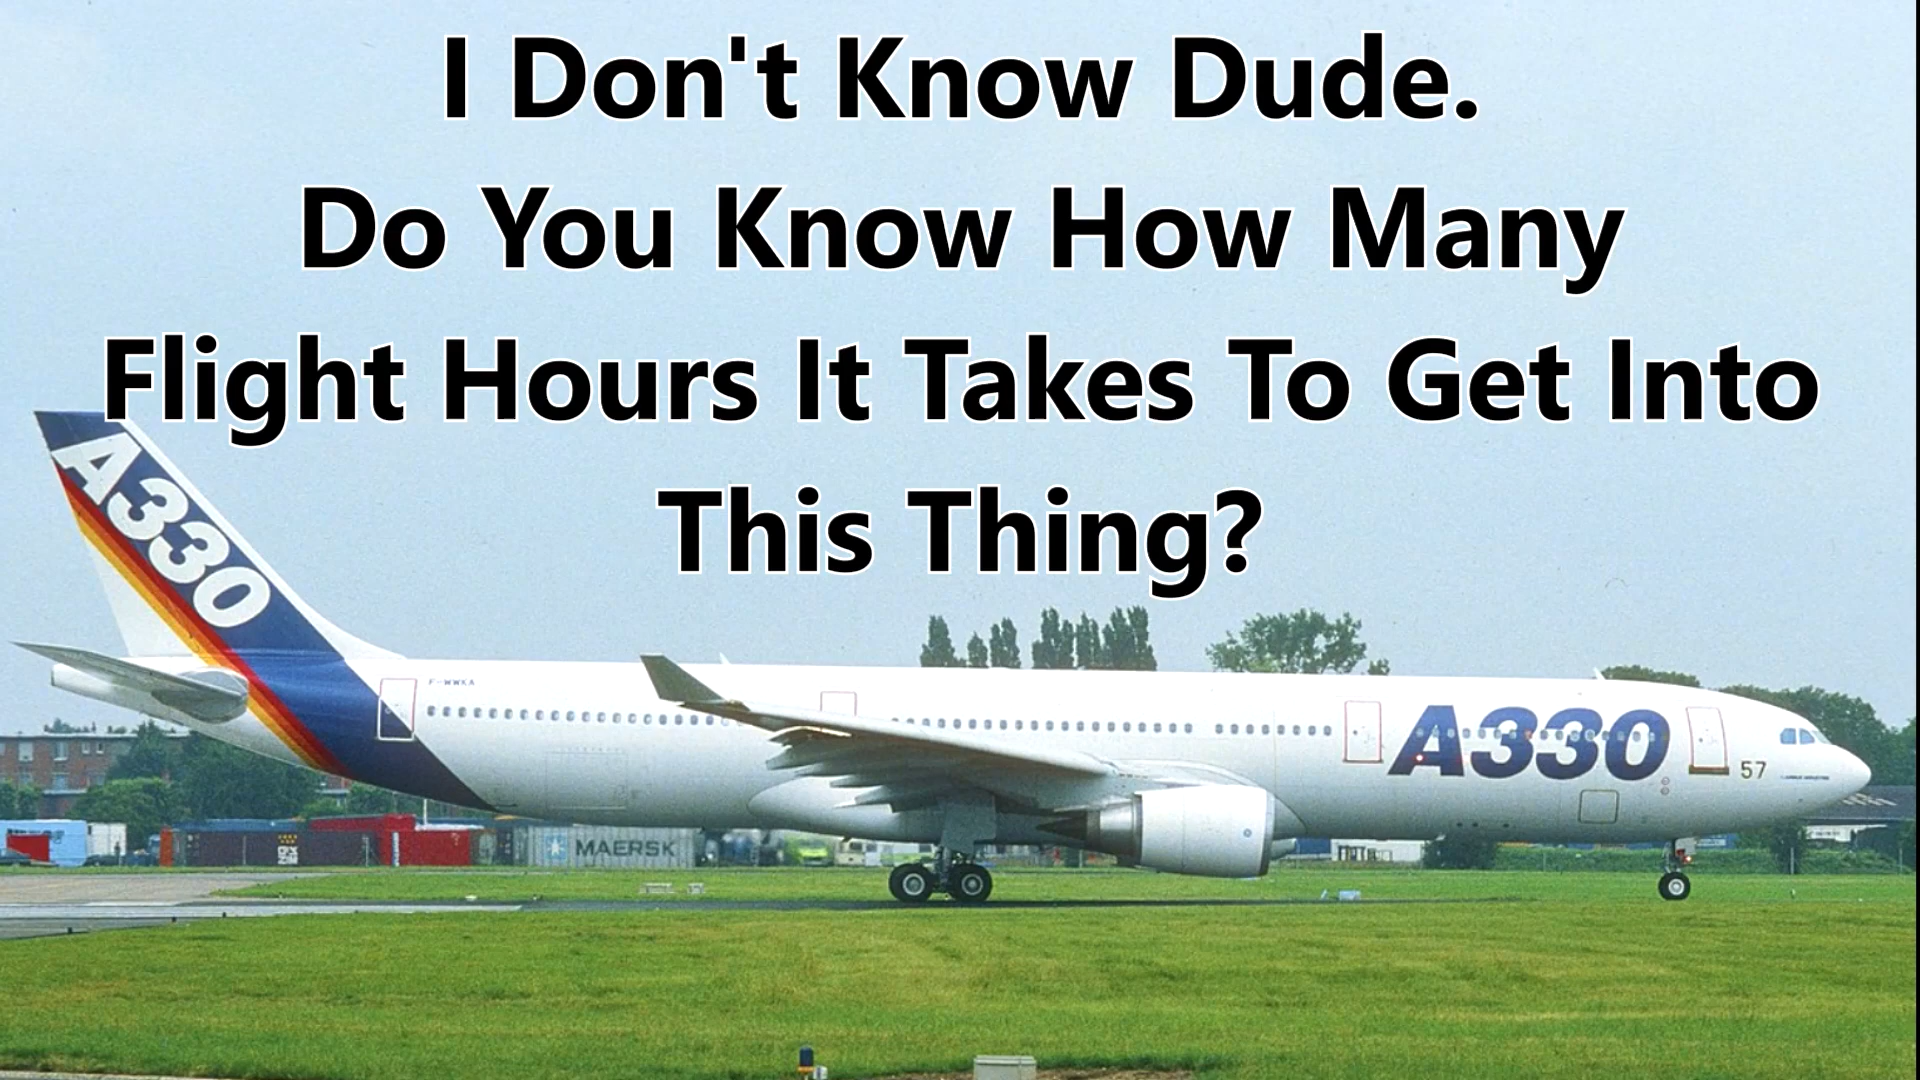 I Don't Know Dude.
Do You Know How Many
Flight Hours It Takes To Get Into
This Thing?
A330
F-WWKA
A330
57
MAERSK